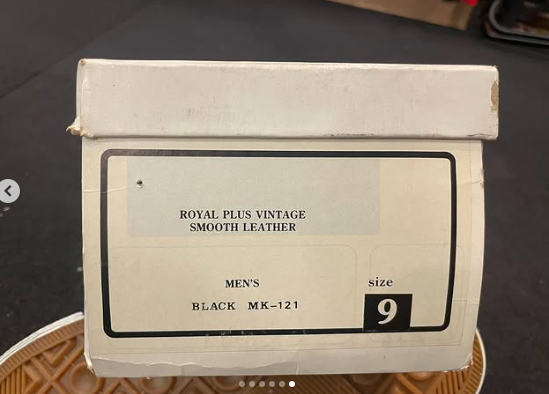 ROYAL PLUS VINTAGE
SMOOTH LEATHER
MEN'S
size
BLACK MK-121
9